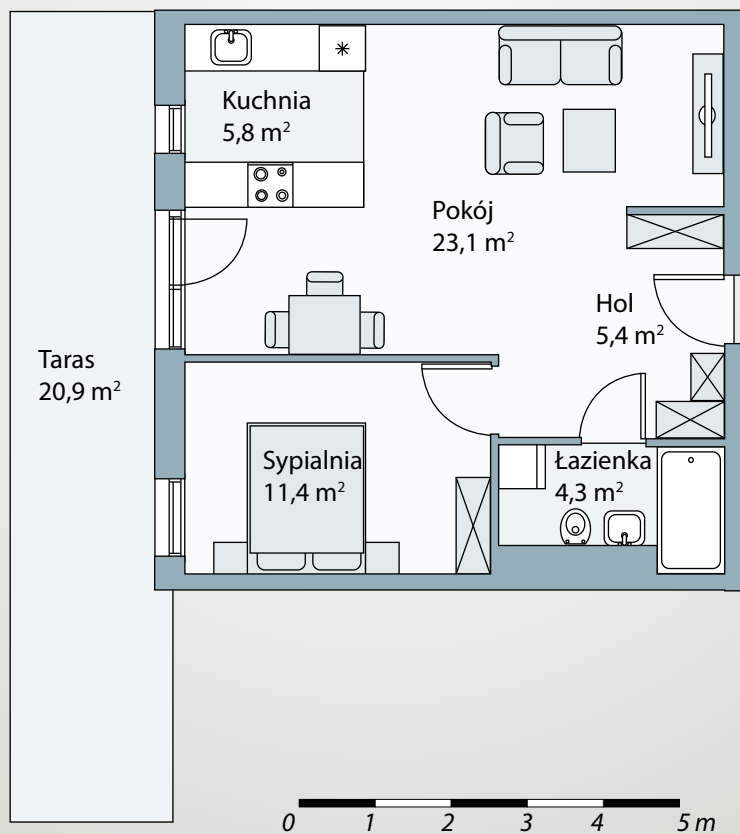 Kuchnia
5,8 m²
Pokój
23,1 m²
Hol
5,4 m²
Taras
20,9 m²
Sypialnia
11,4 m²
Łazienka
4,3 m²
0 1 2 3 4 5 m